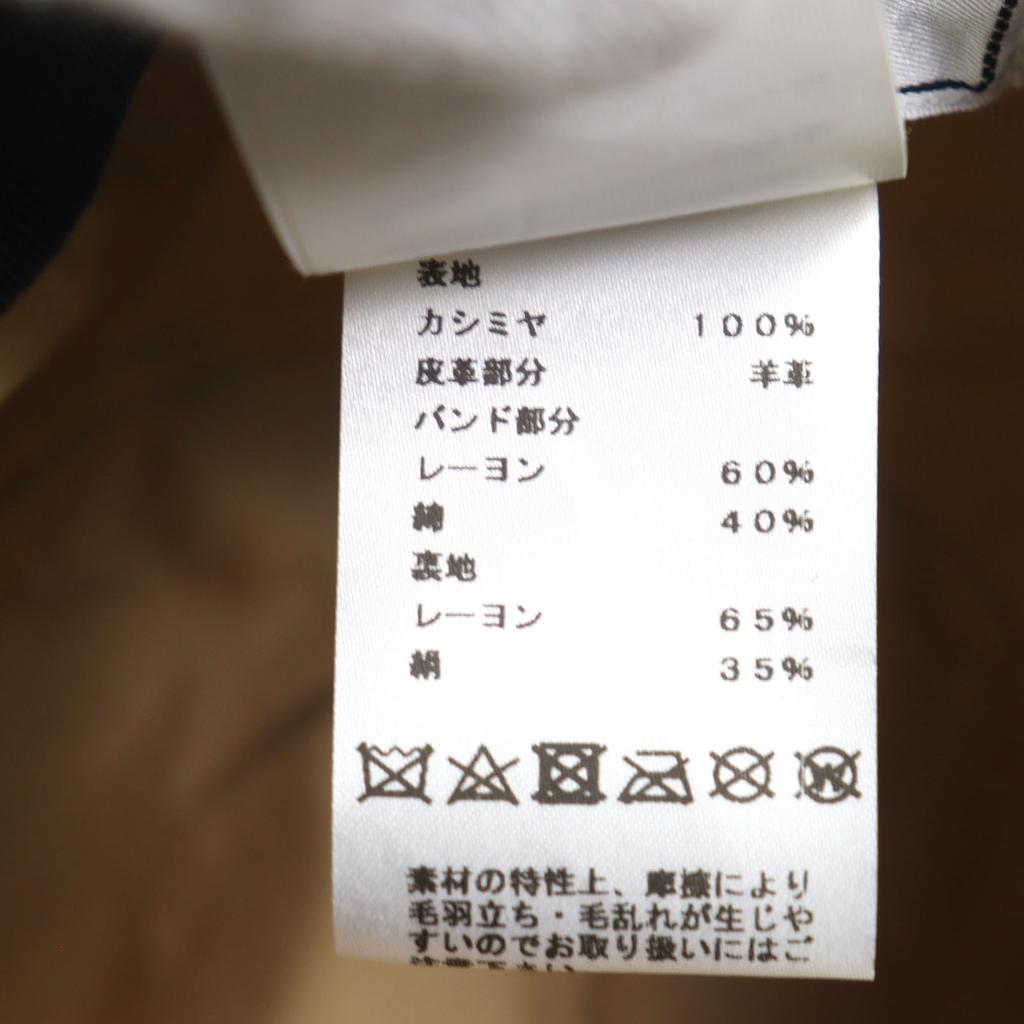 表地
カシミヤ 100%
皮革部分 羊革
バンド部分
レーヨン 60%
綿 40%
裏地
レーヨン 65%
絹 35%
素材の特性上、摩擦により
毛羽立ち・毛乱れが生じや
すいのでお取り扱いにはご